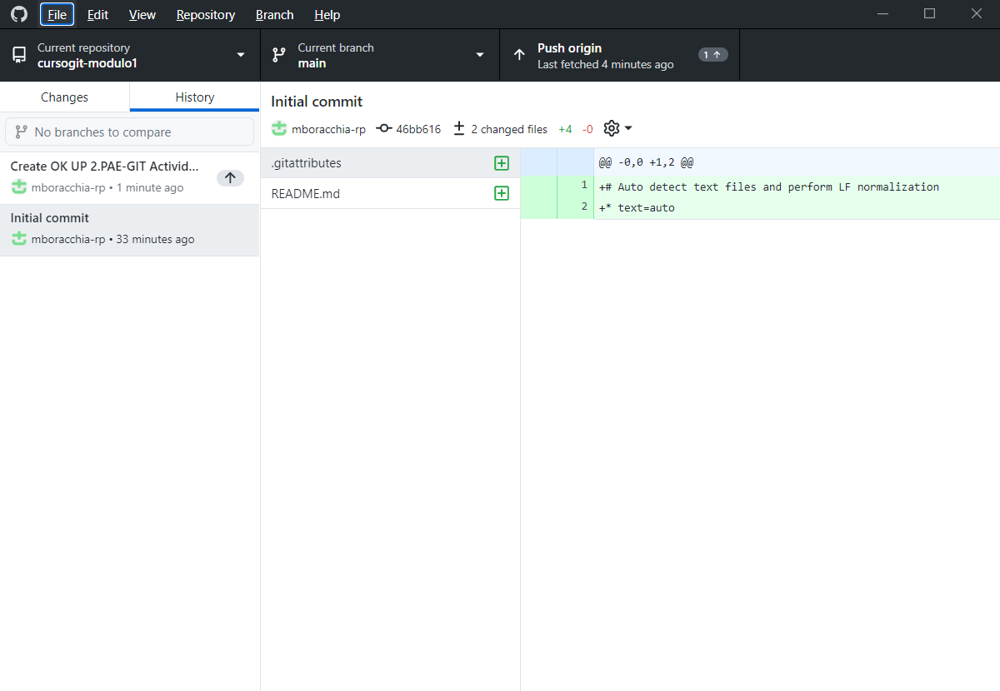 File Edit View Repository Branch Help
Current repository
cursogit-modulo1
Current branch
main
Push origin
Last fetched 4 minutes ago
1
Changes
History
No branches to compare
Create OK UP 2.PAE-GIT Activid...
mboracchia-rp • 1 minute ago
Initial commit
mboracchia-rp • 33 minutes ago
Initial commit
mboracchia-rp 46bb616 2 changed files +4 -0
.gitattributes
README.md
@@ -0,0 +1,2 @@
1 +# Auto detect text files and perform LF normalization
2 +* text=auto